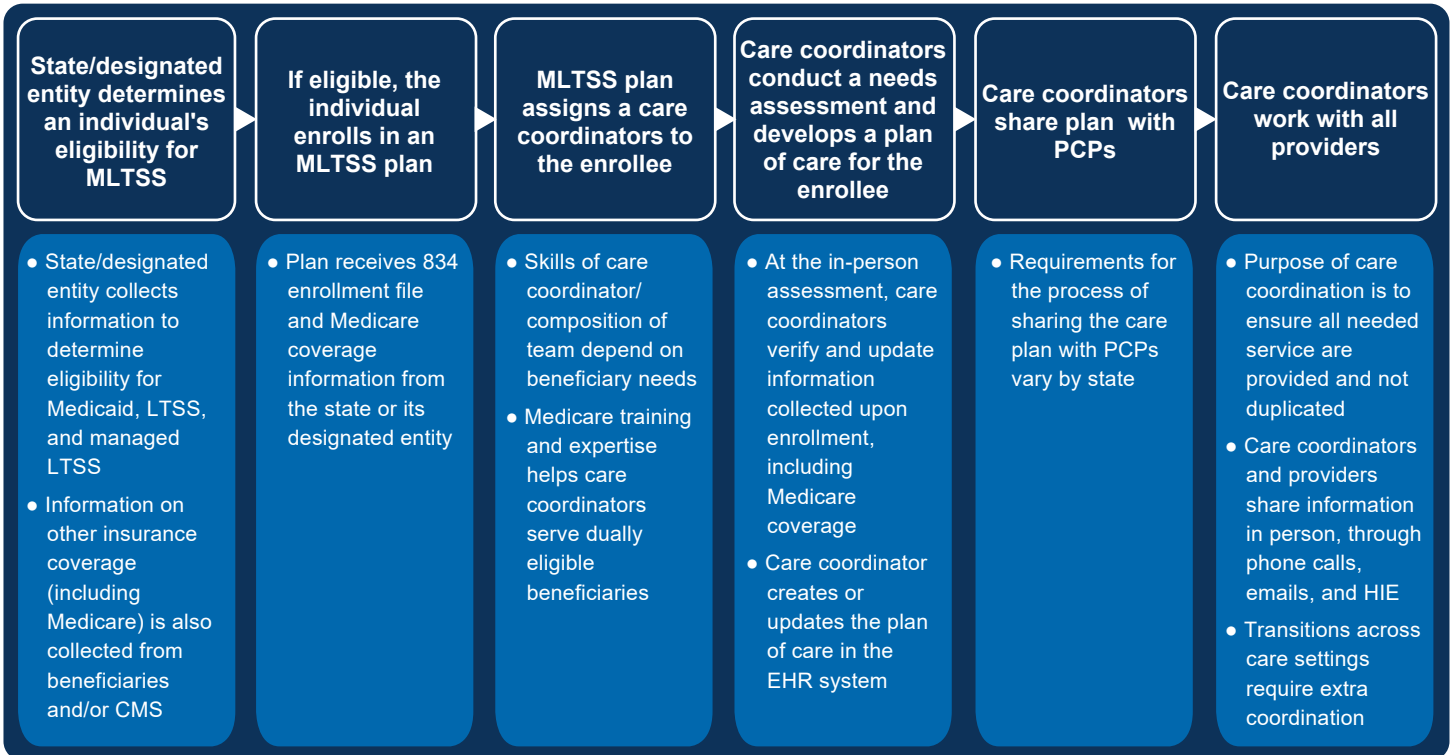 State/designated
entity determines
an individual's
eligibility for
MLTSS
If eligible, the
individual
enrolls in an
MLTSS plan
MLTSS plan
assigns a care
coordinators to
the enrollee
Care coordinators
conduct a needs
assessment and
develops a plan
of care for the
enrollee
Care coordinators
share plan with
PCPs
Care coordinators
work with all
providers
● State/designated
entity collects
information to
determine
eligibility for
Medicaid, LTSS,
and managed
LTSS
● Information on
other insurance
coverage
(including
Medicare) is also
collected from
beneficiaries
and/or CMS
● Plan receives 834
enrollment file
and Medicare
coverage
information from
the state or its
designated entity
● Skills of care
coordinator/
composition of
team depend on
beneficiary needs
● Medicare training
and expertise
helps care
coordinators
serve dually
eligible
beneficiaries
● At the in-person
assessment, care
coordinators
verify and update
information
collected upon
enrollment,
including
Medicare
coverage
● Care coordinator
creates or
updates the plan
of care in the
EHR system
● Requirements for
the process of
sharing the care
plan with PCPs
vary by state
● Purpose of care
coordination is to
ensure all needed
service are
provided and not
duplicated
● Care coordinators
and providers
share information
in person, through
phone calls,
emails, and HIE
● Transitions across
care settings
require extra
coordination